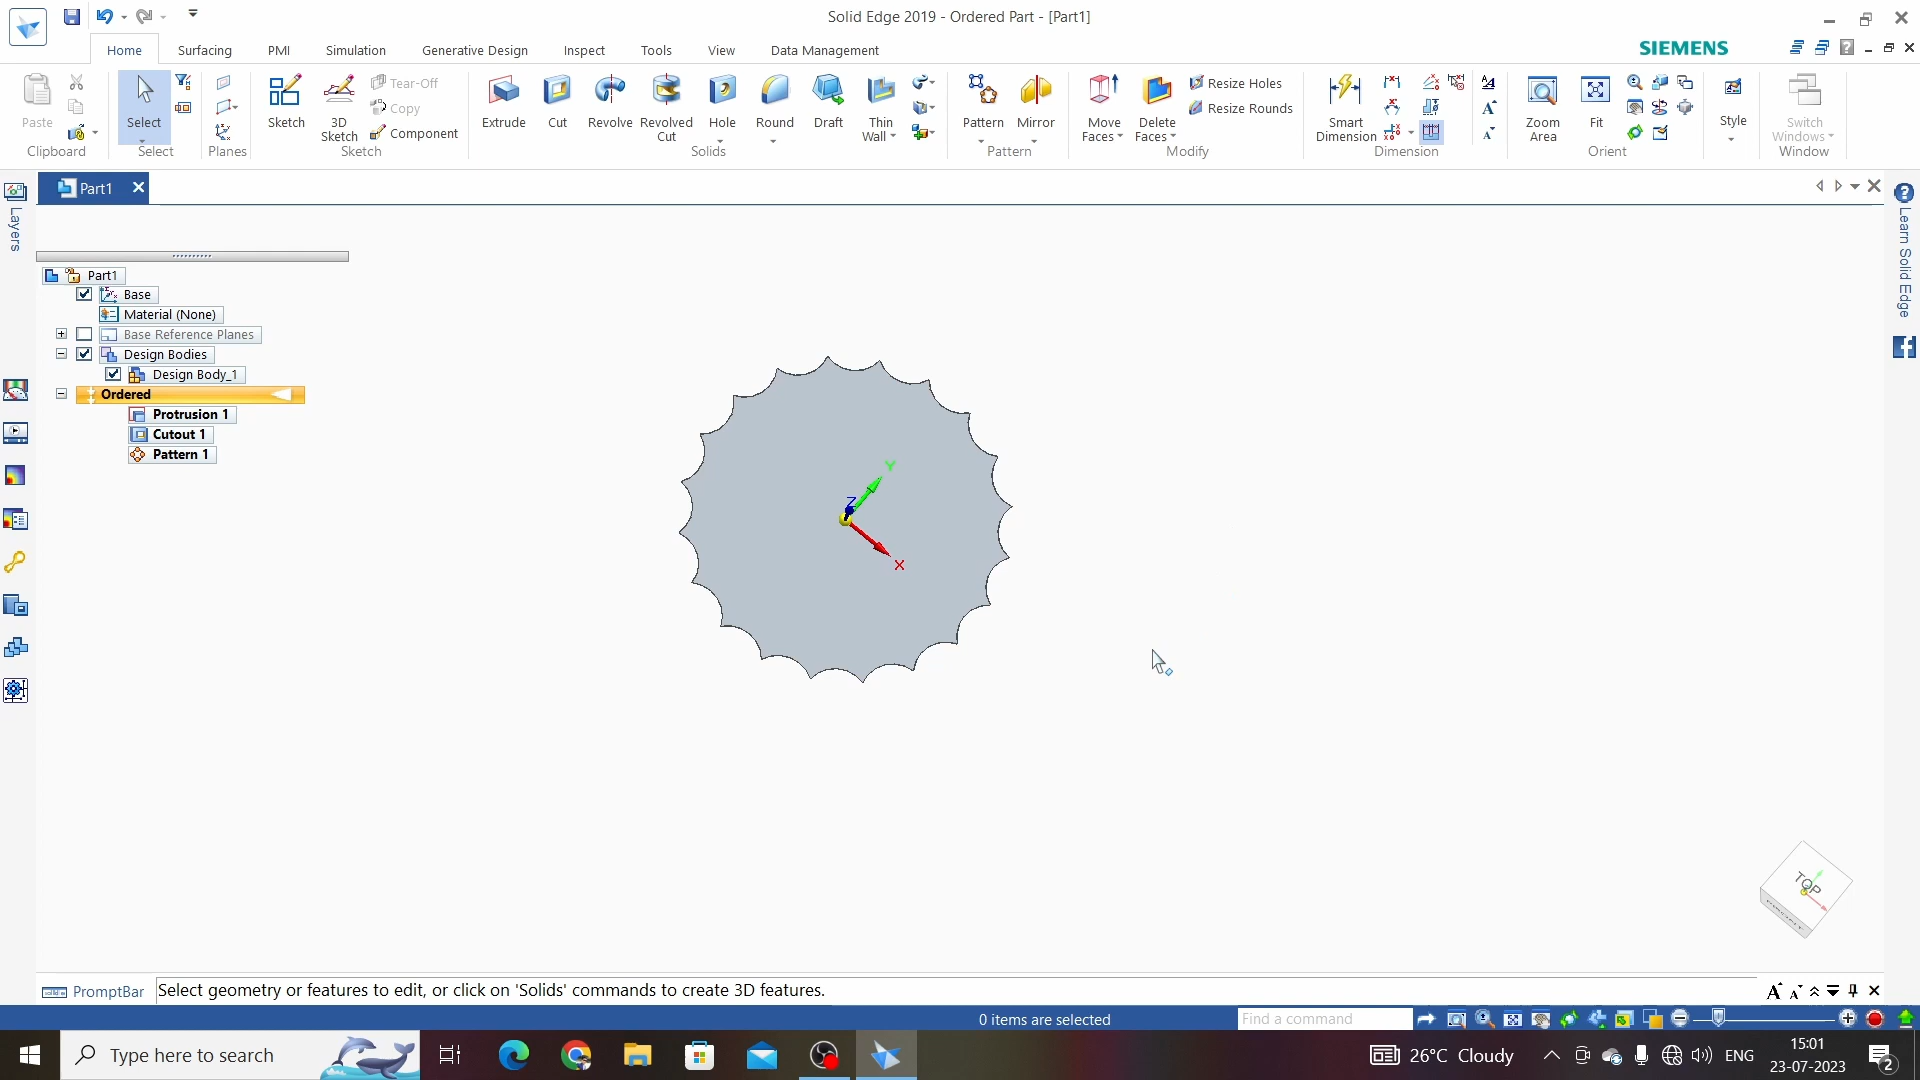 Solid Edge 2019 - Ordered Part - [Part1]
Home Surfacing PMI Simulation Generative Design Inspect Tools View Data Management
SIEMENS
Paste
Clipboard
Select
Select
Planes
Sketch
3D Sketch
Tear-Off
Copy
Component
Sketch
Extrude
Cut
Revolve
Revolved Cut
Hole
Round
Draft
Thin Wall
Solids
Pattern
Mirror
Pattern
Move Faces
Delete Faces
Resize Holes
Resize Rounds
Modify
Smart Dimension
Dimension
Zoom Area
Fit
Orient
Style
Switch Windows
Window
Part1
Layers
Learn Solid Edge
Part1
Base
Material (None)
Base Reference Planes
Design Bodies
Design Body_1
Ordered
Protrusion 1
Cutout 1
Pattern 1
Y
Z
X
TOP
PromptBar
Select geometry or features to edit, or click on 'Solids' commands to create 3D features.
0 items are selected
Find a command
Type here to search
26°C Cloudy
ENG
15:01
23-07-2023
2